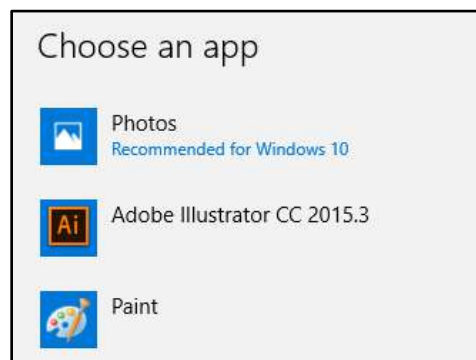 Choose an app
Photos
Recommended for Windows 10
Ai
Adobe Illustrator CC 2015.3
Paint